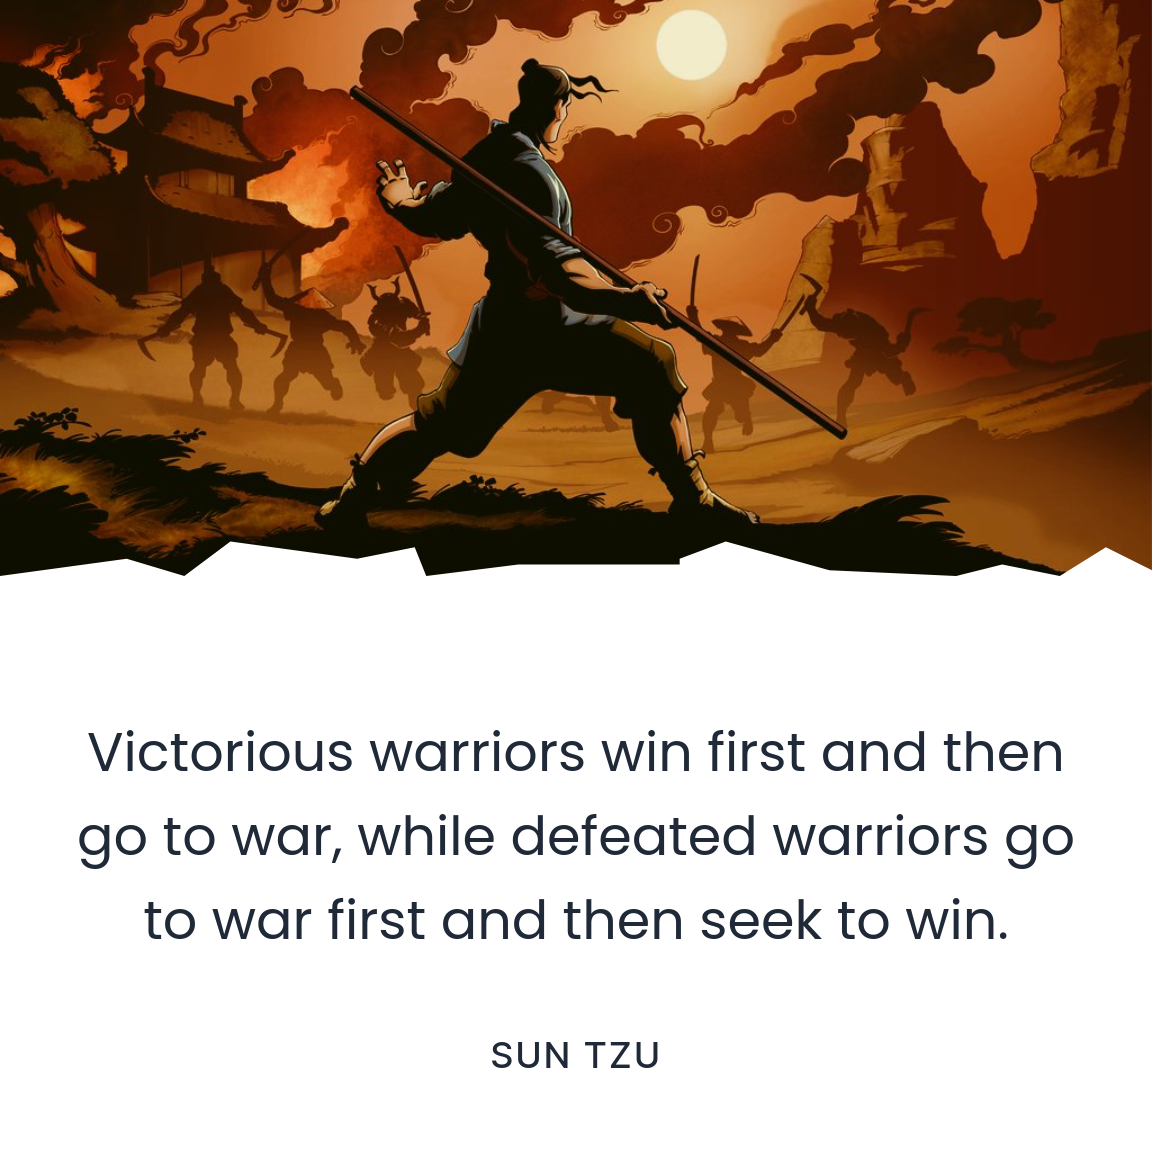 Victorious warriors win first and then
go to war, while defeated warriors go
to war first and then seek to win.
SUN TZU